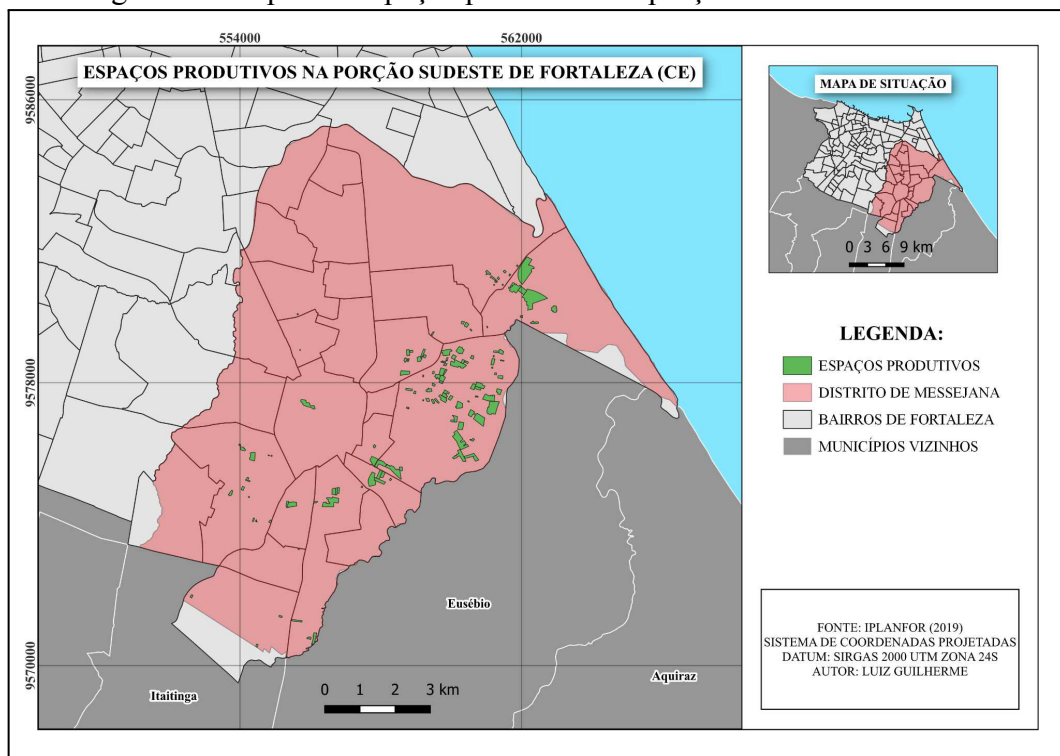 554000
562000
ESPAÇOS PRODUTIVOS NA PORÇÃO SUDESTE DE FORTALEZA (CE)
9586000
9578000
9570000
Eusébio
Itaitinga
Aquiraz
0 1 2 3 km
MAPA DE SITUAÇÃO
0 3 6 9 km
LEGENDA:
ESPAÇOS PRODUTIVOS
DISTRITO DE MESSEJANA
BAIRROS DE FORTALEZA
MUNICÍPIOS VIZINHOS
FONTE: IPLANFOR (2019)
SISTEMA DE COORDENADAS PROJETADAS
DATUM: SIRGAS 2000 UTM ZONA 24S
AUTOR: LUIZ GUILHERME